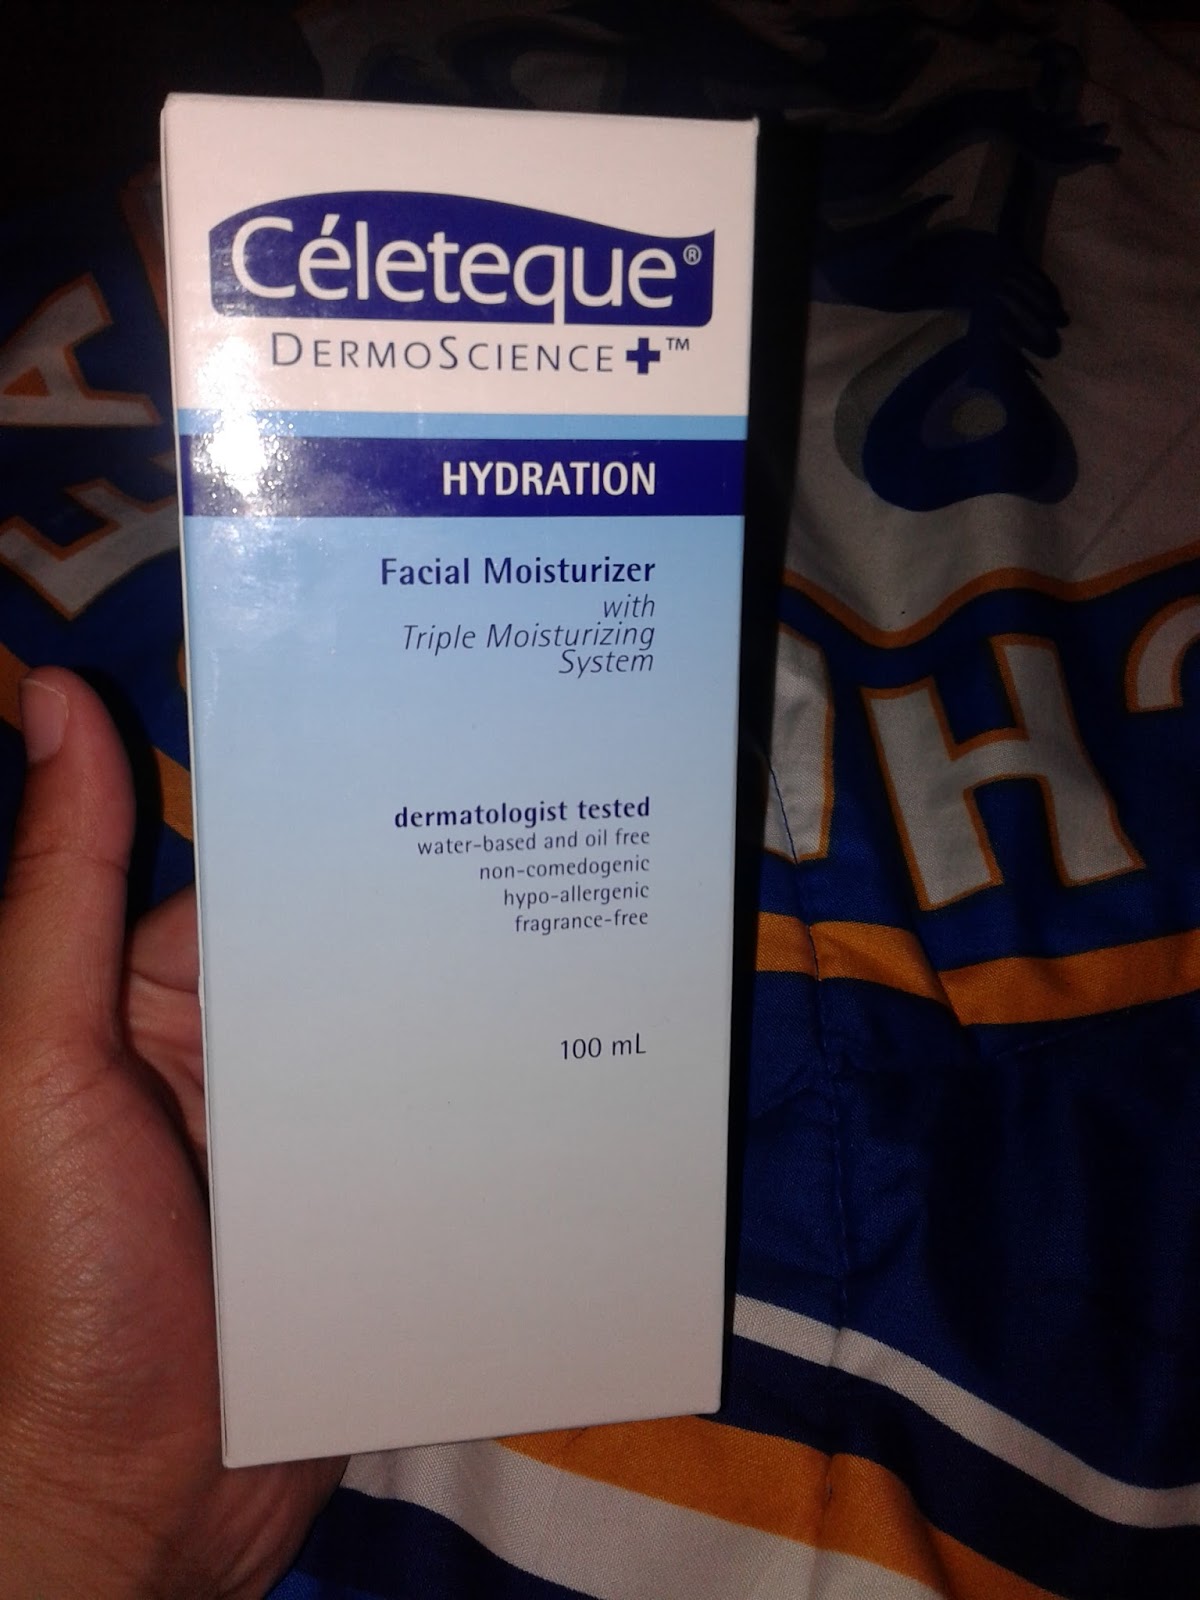 Céleteque®
DERMOSCIENCE+™
HYDRATION
Facial Moisturizer
with
Triple Moisturizing
System
dermatologist tested
water-based and oil free
non-comedogenic
hypo-allergenic
fragrance-free
100 mL